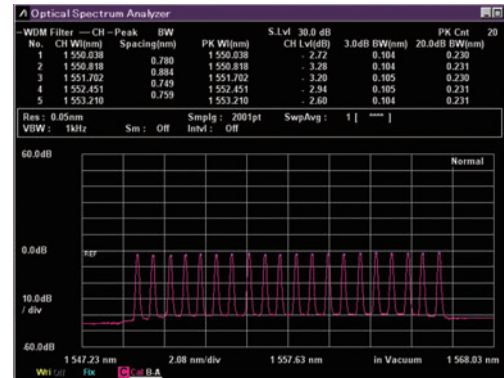 Optical Spectrum Analyzer
WDM Filter — CH – Peak BW S.Lvl 30.0 dB PK Cnt 20
No. CH Wl(nm) Spacing(nm) PK Wl(nm) CH Lvl(dB) 3.0dB BW(nm) 20.0dB BW(nm)
1 1 550.038 0.780 1 550.038 - 2.72 0.104 0.230
2 1 550.818 0.884 1 550.818 - 3.28 0.104 0.231
3 1 551.702 0.749 1 551.702 - 3.20 0.105 0.230
4 1 552.451 0.759 1 552.451 - 2.94 0.104 0.231
5 1 553.210 1 553.210 - 2.60 0.104 0.231
Res : 0.05nm Smplg : 2001pt SwpAvg : 1 [ **** ]
VBW : 1kHz Sm : Off Intvl : Off
60.0dB
Normal
0.0dB
REF
10.0dB
/ div
-60.0dB
1 547.23 nm 2.08 nm/div 1 557.63 nm in Vacuum 1 568.03 nm
Wri Off Fix C Cal B-A